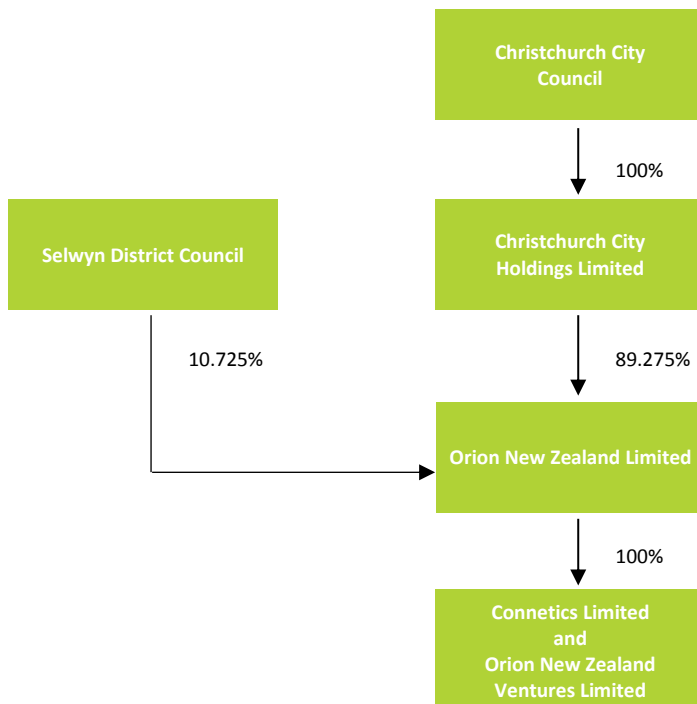 Christchurch City
Council
100%
Selwyn District Council
Christchurch City
Holdings Limited
10.725%
89.275%
Orion New Zealand Limited
100%
Connetics Limited
and
Orion New Zealand
Ventures Limited